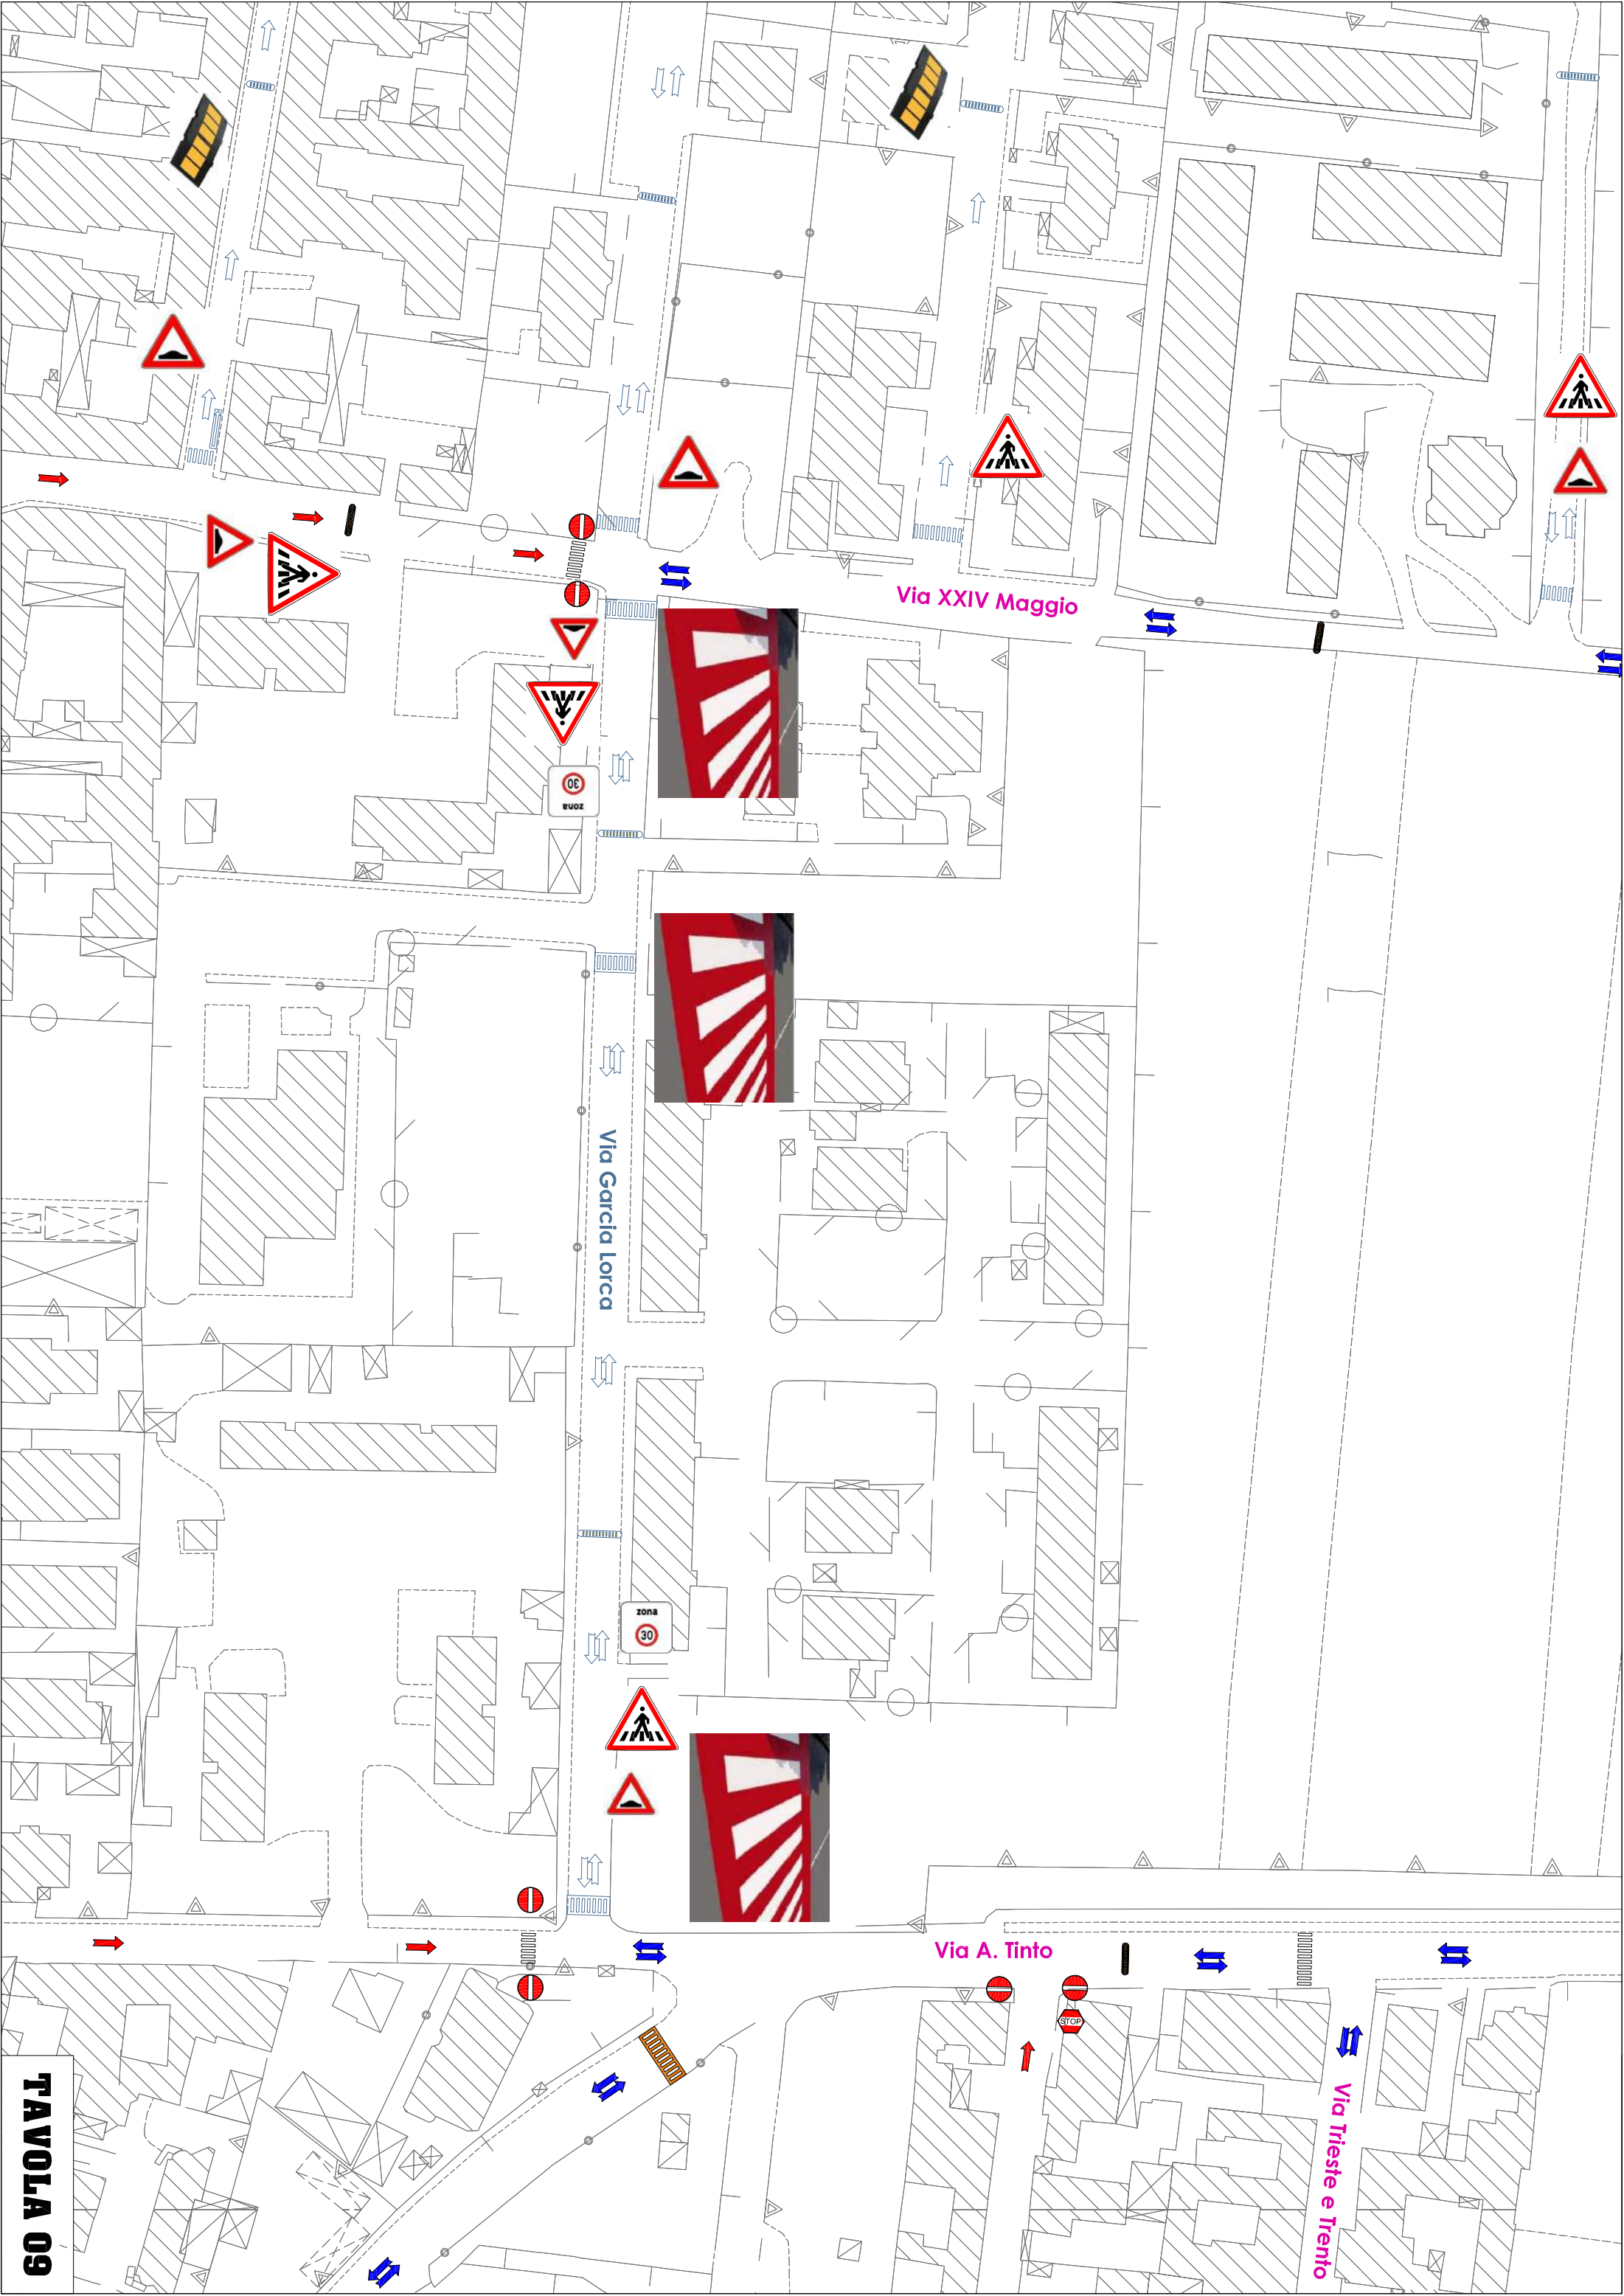 Via XXIV Maggio
30
zona
Via Garcia Lorca
zona
30
Via A. Tinto
STOP
Via Trieste e Trento
TAVOLA 09